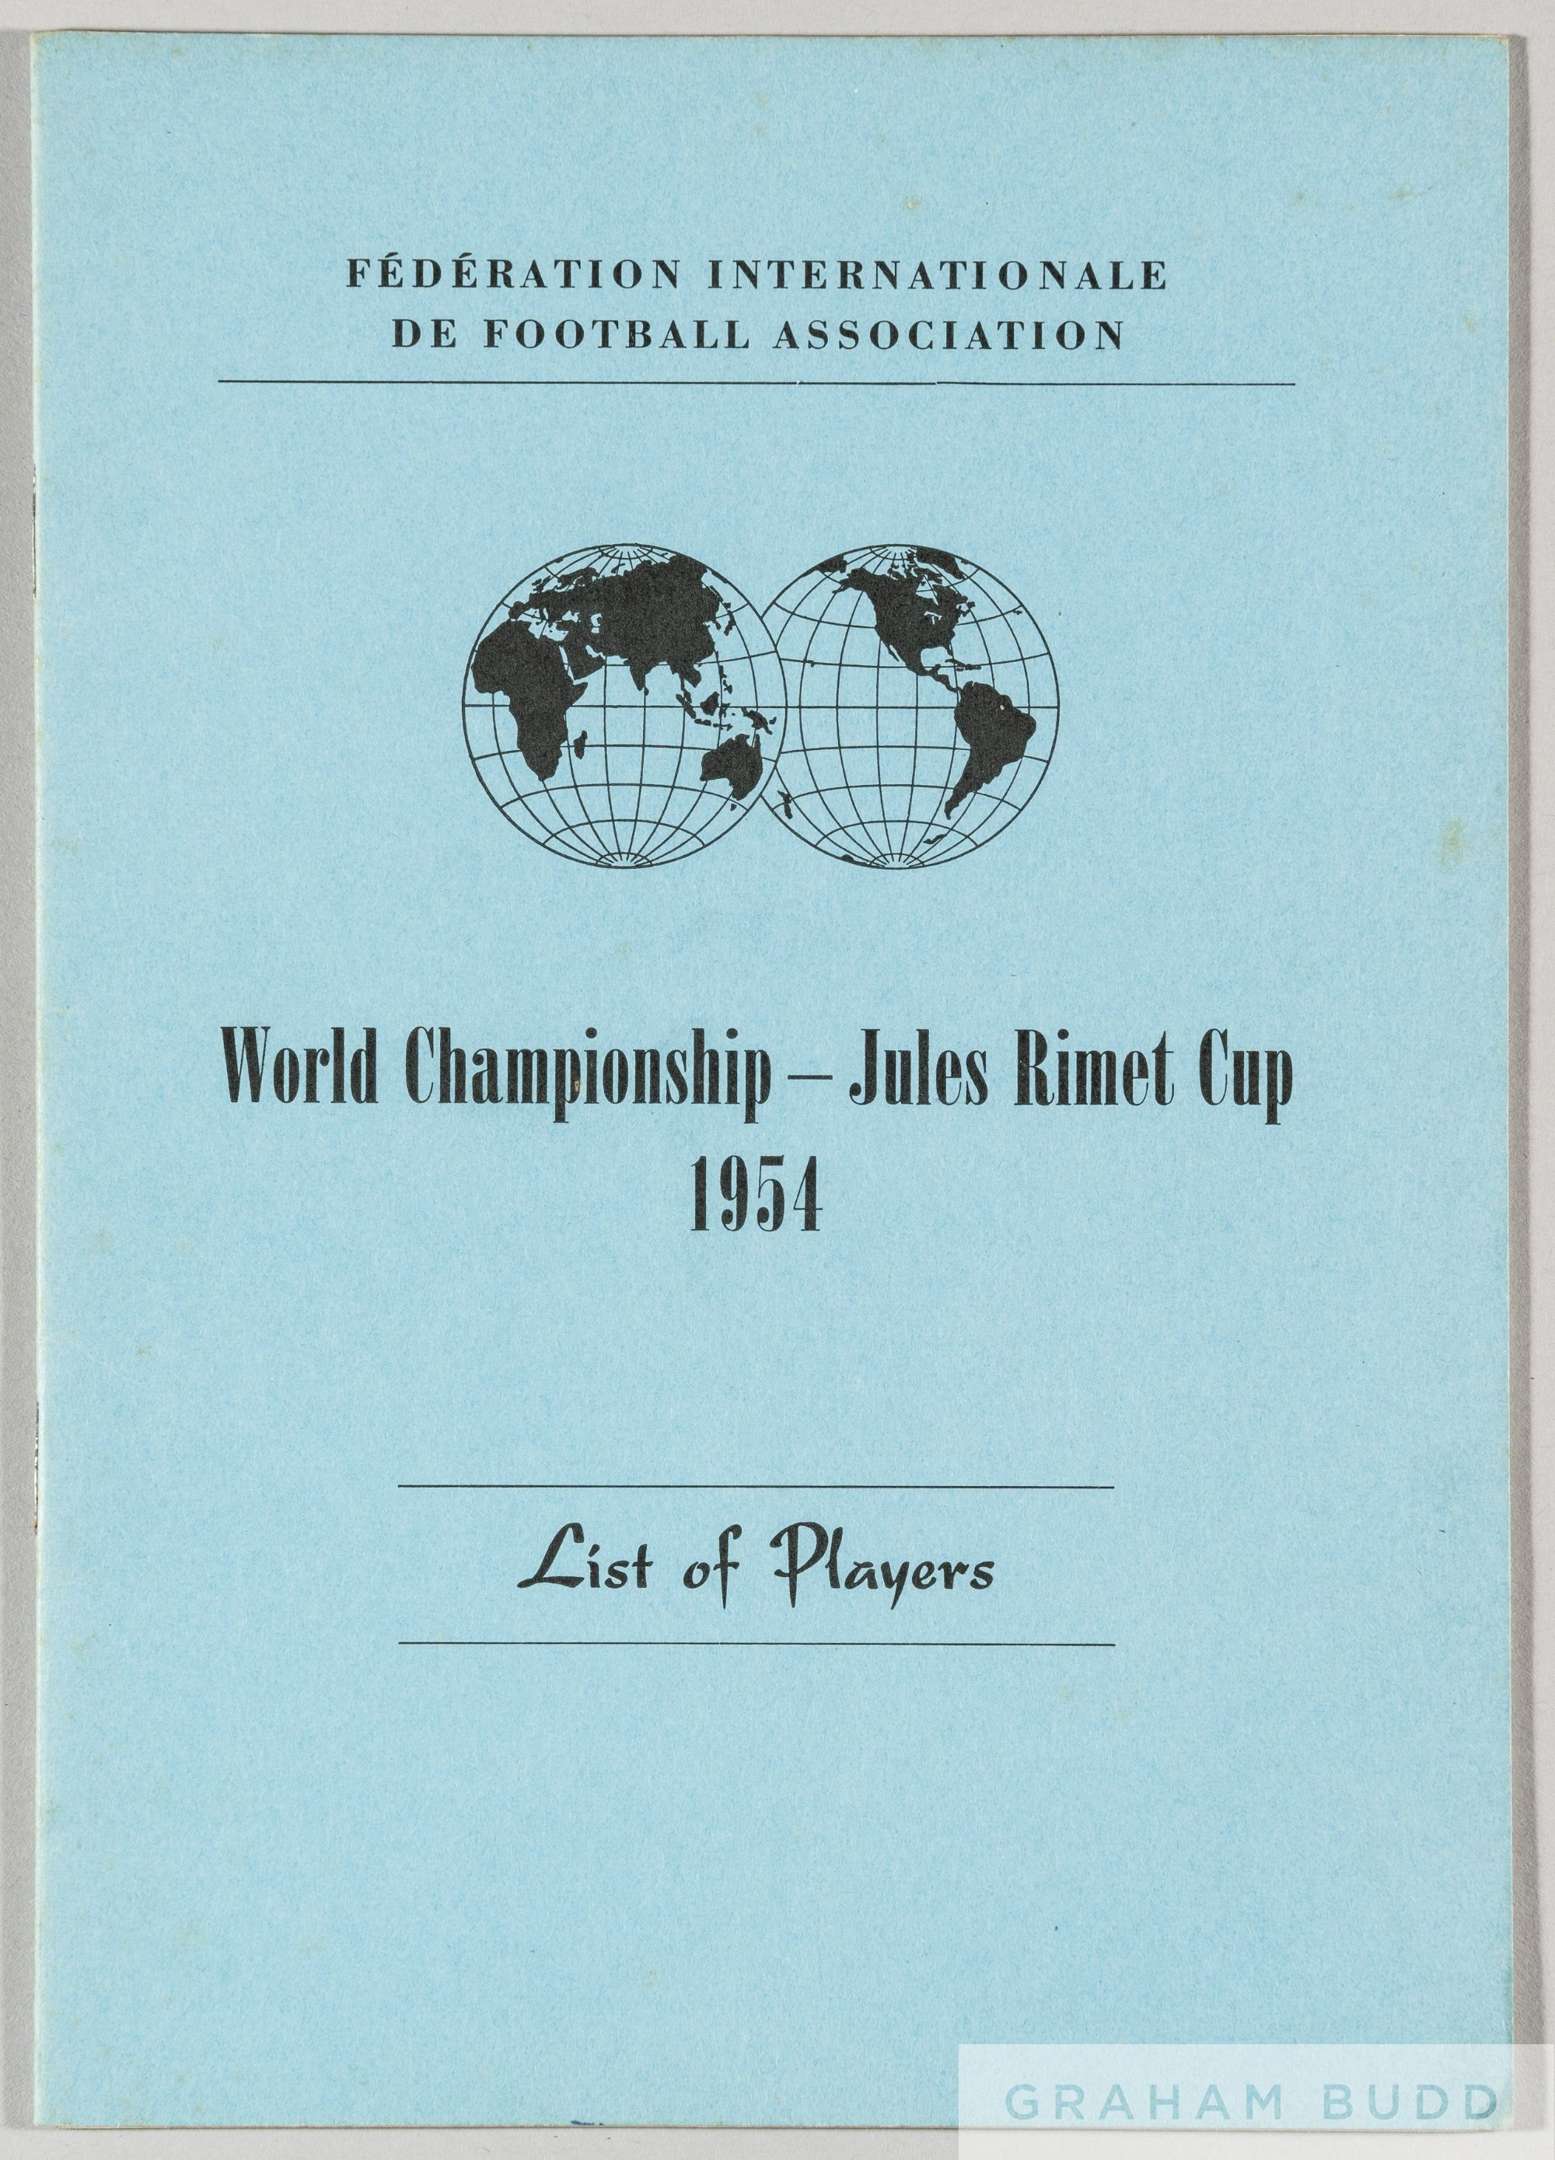 FÉDÉRATION INTERNATIONALE
DE FOOTBALL ASSOCIATION
World Championship – Jules Rimet Cup
1954
List of Players
GRAHAM BUDD